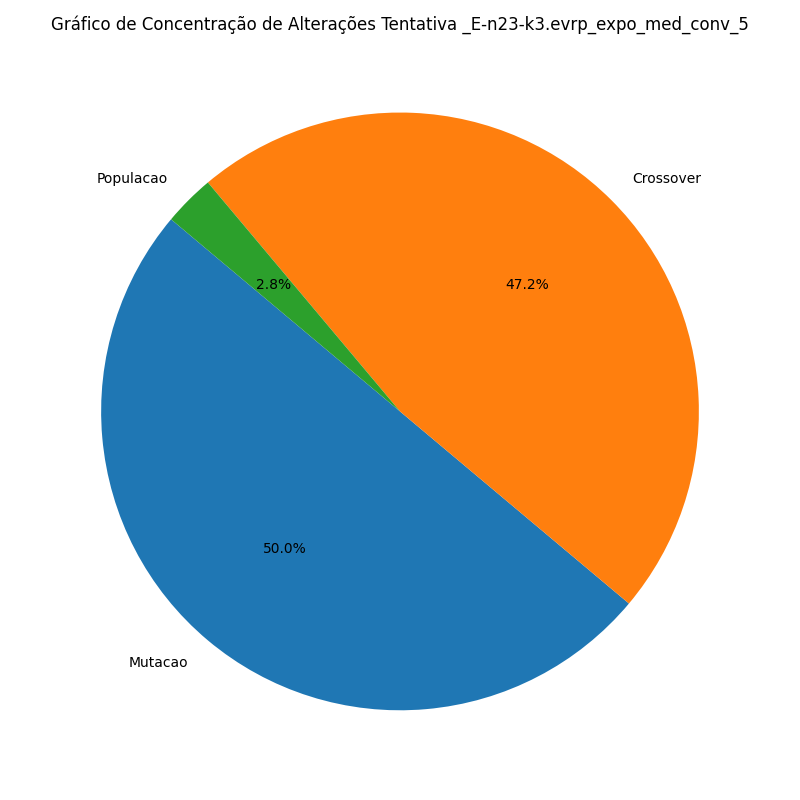 Gráfico de Concentração de Alterações Tentativa _E-n23-k3.evrp_expo_med_conv_5
Populacao
Crossover
2.8%
47.2%
50.0%
Mutacao